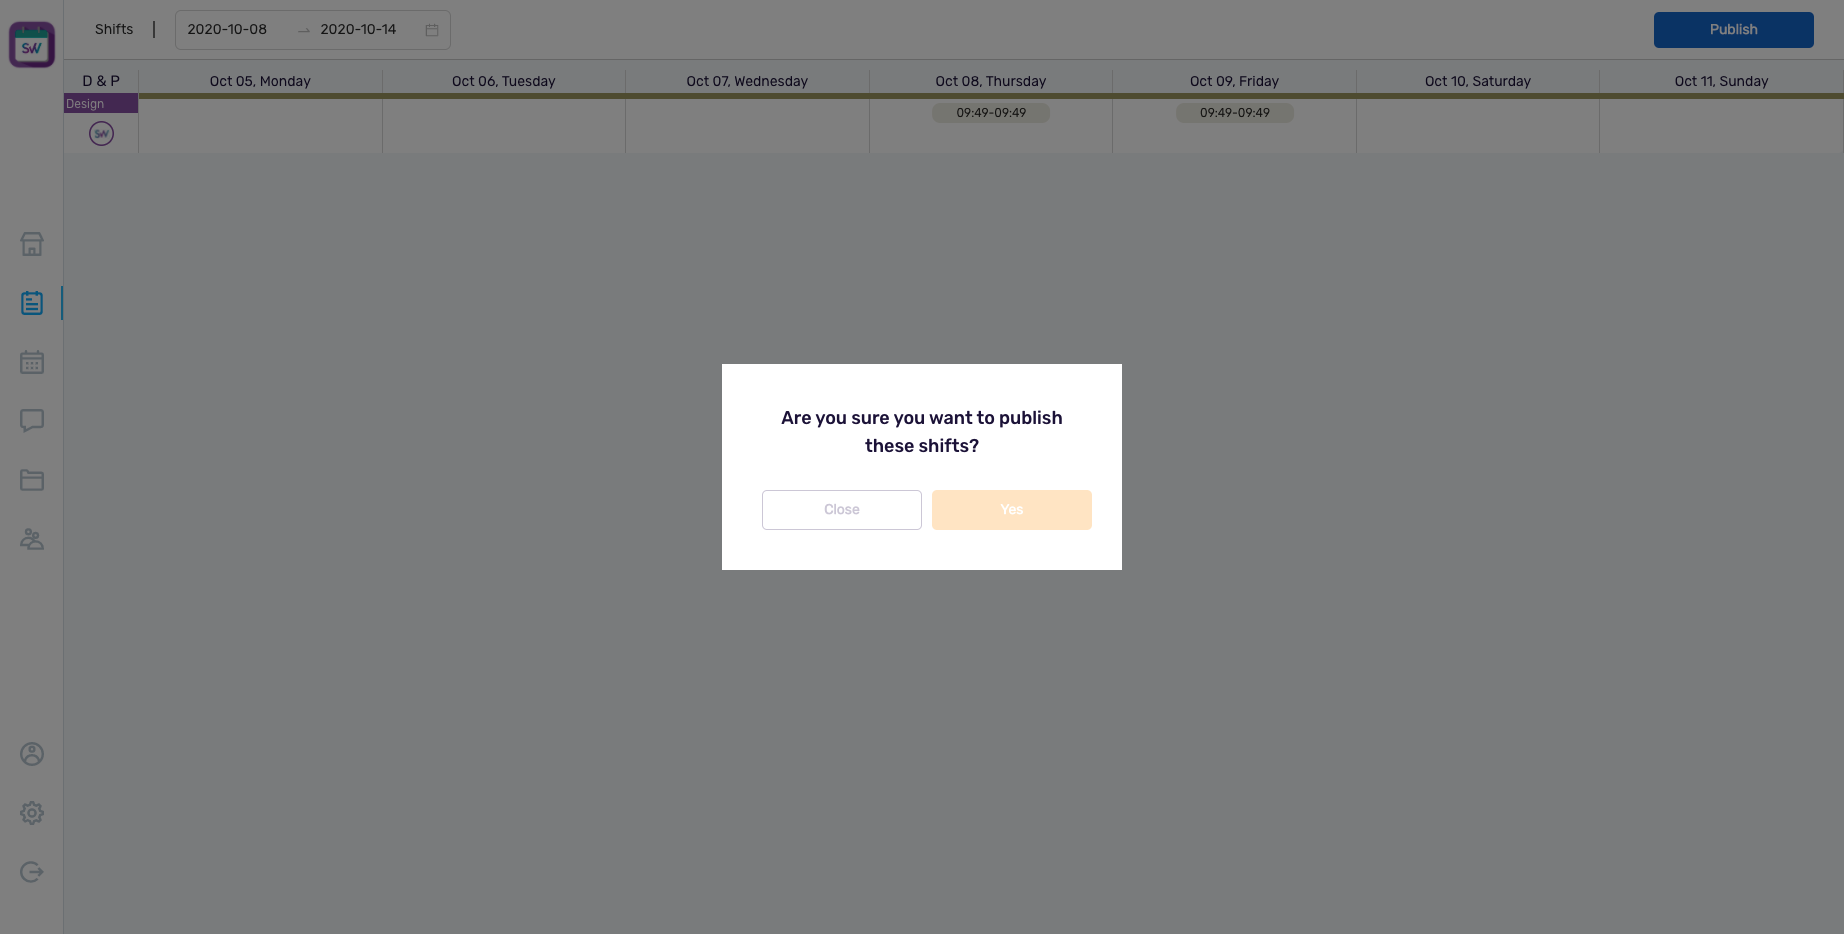 SW
Shifts | 2020-10-08 → 2020-10-14 Publish
D & P Oct 05, Monday Oct 06, Tuesday Oct 07, Wednesday Oct 08, Thursday Oct 09, Friday Oct 10, Saturday Oct 11, Sunday
Design
09:49-09:49 09:49-09:49
SW
Are you sure you want to publish
these shifts?
Close Yes